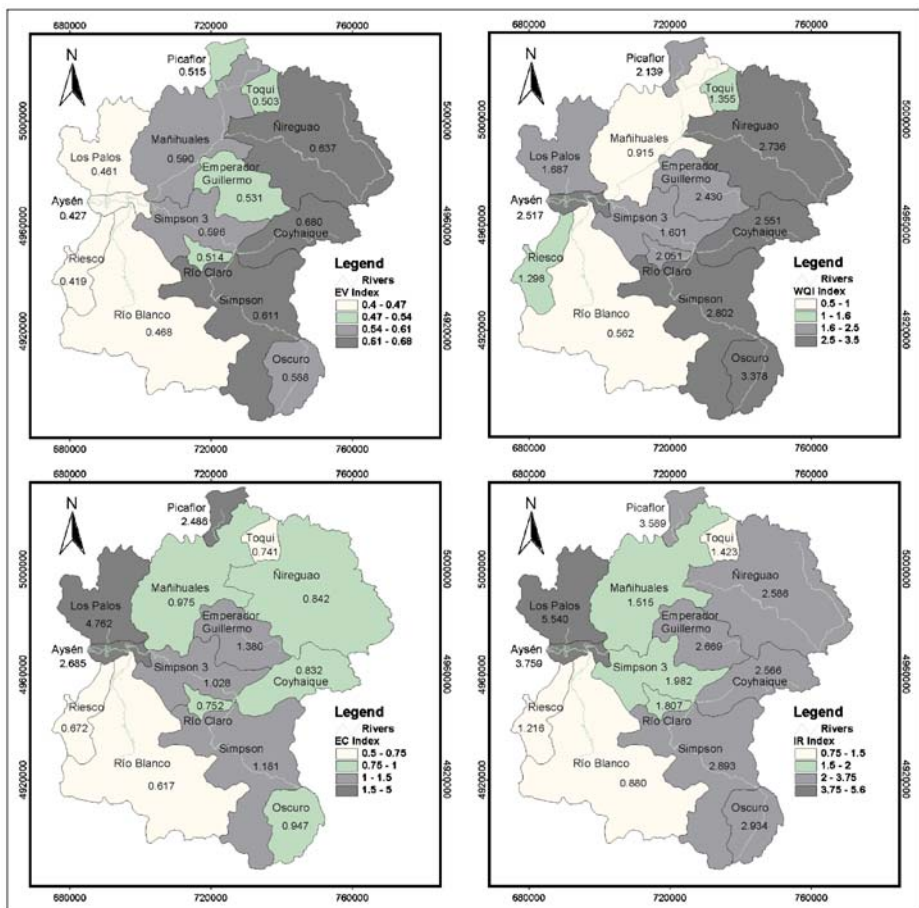 680000 720000 760000
680000 720000 760000
N
Picaflor
0.515
Toqui
0.503
Mañihuales
0.590
Ñireguao
0.637
Los Palos
0.461
Emperador
Guillermo
0.531
Aysén
0.427
Simpson 3
0.596
0.680
Coyhaique
0.514
Río Claro
Riesco
0.419
Simpson
0.611
Río Blanco
0.468
Oscuro
0.568
5000000
4960000
4920000
5000000
4960000
4920000
Legend
Rivers
EV Index
0.4 - 0.47
0.47 - 0.54
0.54 - 0.61
0.61 - 0.68
N
Picaflor
2.139
Toqui
1.355
Mañihuales
0.915
Ñireguao
2.736
Los Palos
1.687
Emperador
Guillermo
2.430
Aysén
2.517
Simpson 3
1.601
2.551
Coyhaique
2.051
Río Claro
Riesco
1.298
Simpson
2.802
Río Blanco
0.562
Oscuro
3.378
5000000
4960000
4920000
5000000
4960000
4920000
Legend
Rivers
WQI Index
0.5 - 1
1 - 1.6
1.6 - 2.5
2.5 - 3.5
680000 720000 760000
680000 720000 760000
N
Picaflor
2.486
Toqui
0.741
Mañihuales
0.975
Ñireguao
0.842
Los Palos
4.762
Emperador
Guillermo
1.380
Aysén
2.685
Simpson 3
1.028
0.832
Coyhaique
0.752
Río Claro
Riesco
0.672
Simpson
1.181
Río Blanco
0.617
Oscuro
0.947
5000000
4960000
4920000
5000000
4960000
4920000
Legend
Rivers
EC Index
0.5 - 0.75
0.75 - 1
1 - 1.5
1.5 - 5
N
Picaflor
3.569
Toqui
1.423
Mañihuales
1.515
Ñireguao
2.586
Los Palos
5.540
Emperador
Guillermo
2.669
Aysén
3.759
Simpson 3
1.982
2.566
Coyhaique
1.807
Río Claro
Riesco
1.216
Simpson
2.893
Río Blanco
0.880
Oscuro
2.934
5000000
4960000
4920000
5000000
4960000
4920000
Legend
Rivers
IR Index
0.75 - 1.5
1.5 - 2
2 - 3.75
3.75 - 5.6
680000 720000 760000
680000 720000 760000